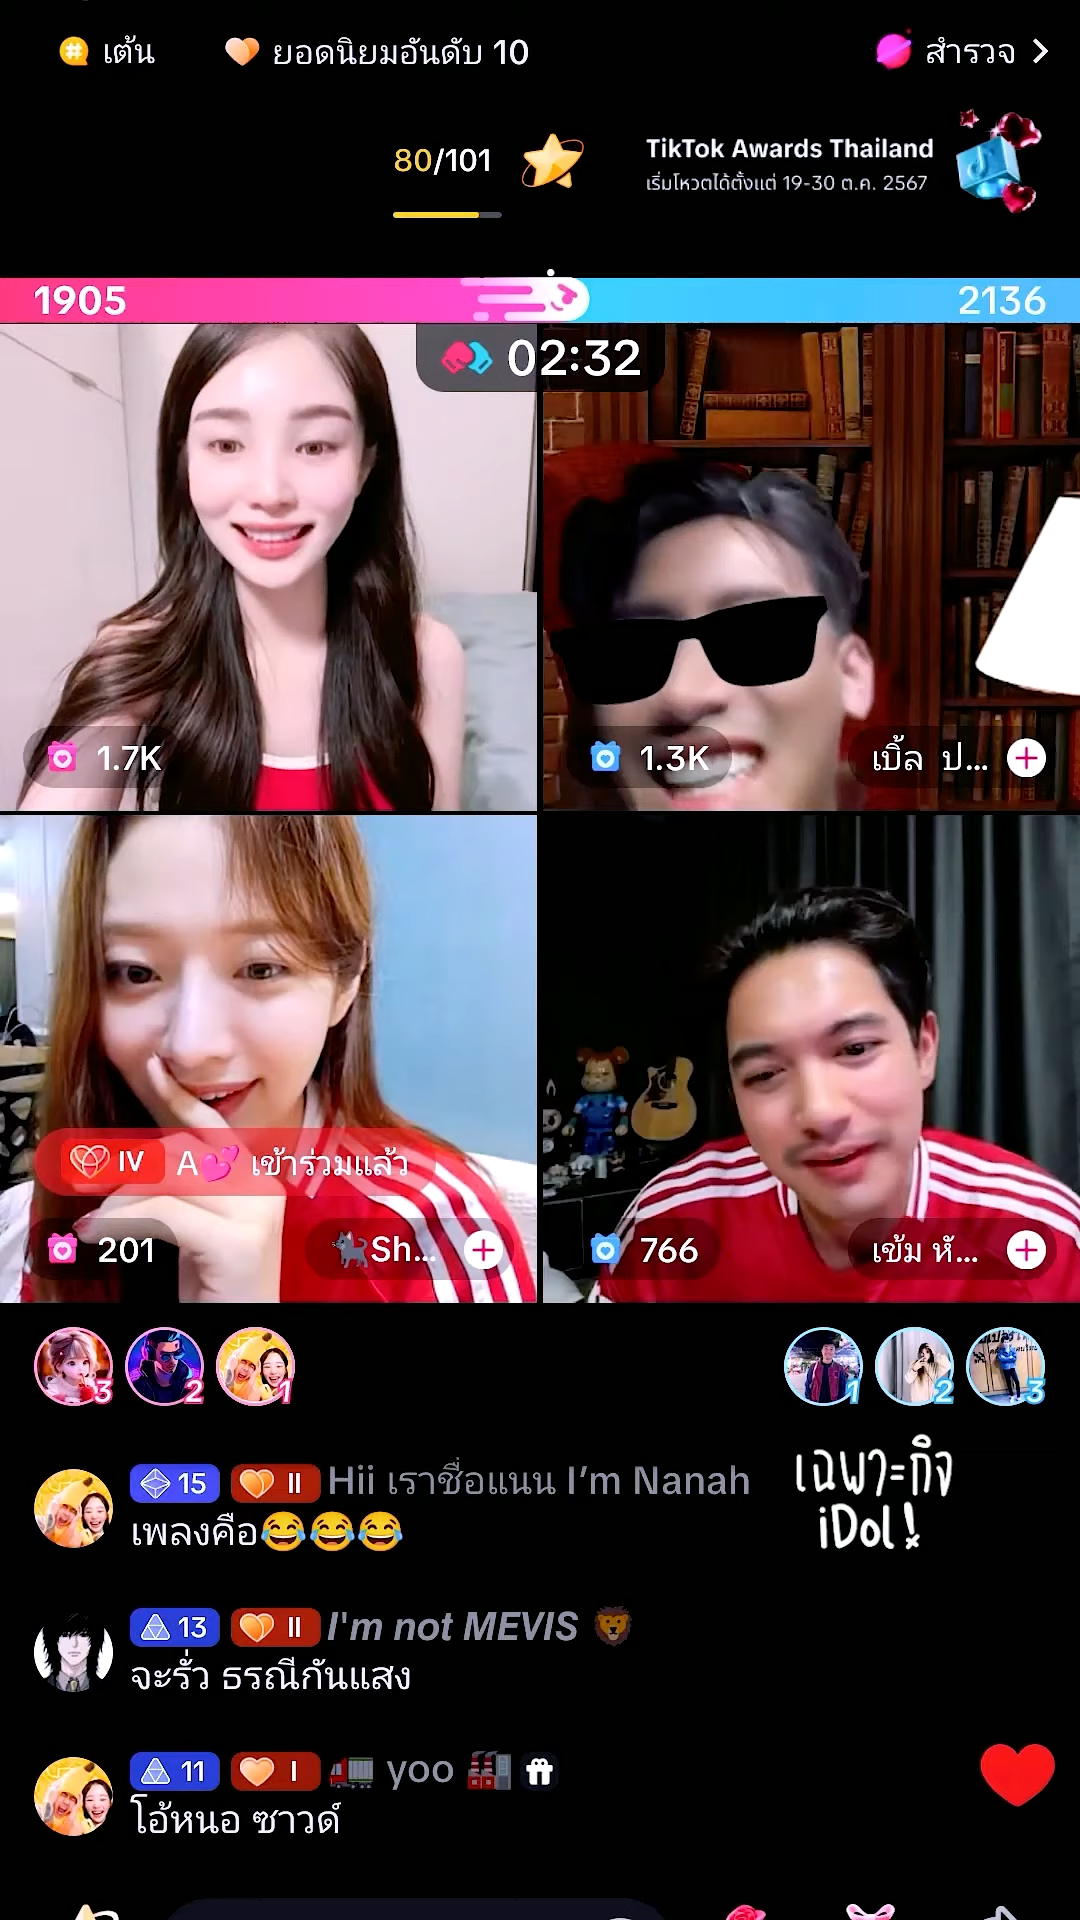 เต้น
ยอดนิยมอันดับ 10
สำรวจ
80/101
TikTok Awards Thailand
เริ่มโหวตได้ตั้งแต่ 19-30 ต.ค. 2567
1905
2136
02:32
1.7K
1.3K
เบิ้ล ป...
IV A💕 เข้าร่วมแล้ว
201
🐈‍⬛Sh...
766
เข้ม หั...
3
2
1
1
2
3
15 II Hii เราชื่อแนน I’m Nanah
เพลงคือ😂😂😂
เฉพาะกิจ
iDol!
13 II I'm not MEVIS 🦁
จะรั่ว ธรณีกันแสง
11 I 🚛 yoo 🏭
โอ้หนอ ซาวด์